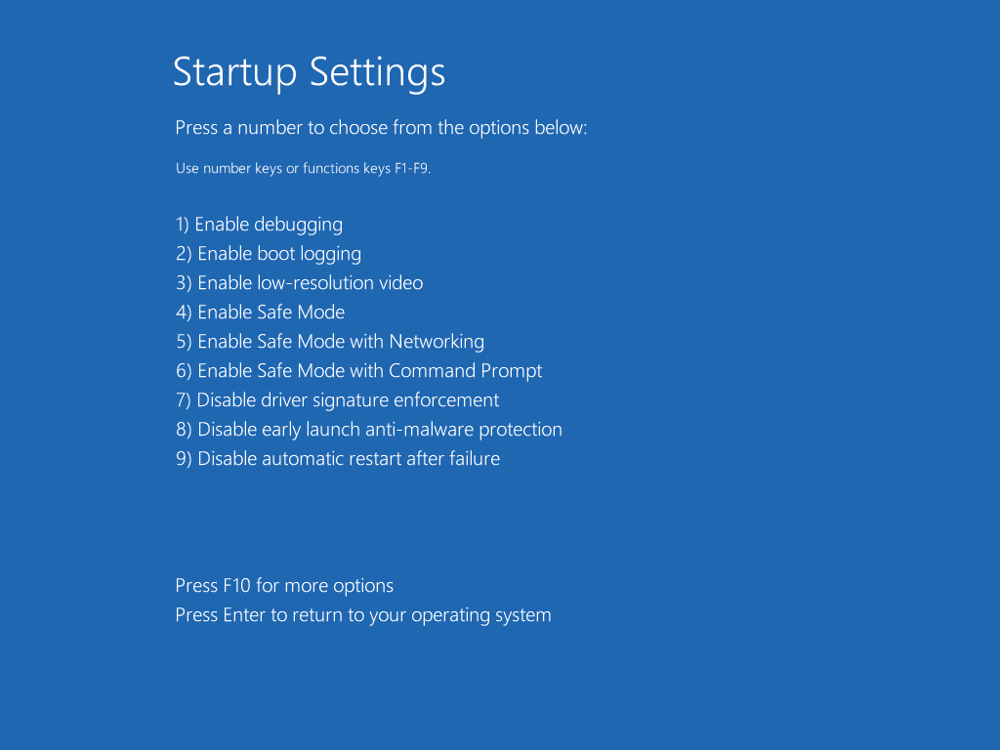 Startup Settings
Press a number to choose from the options below:
Use number keys or functions keys F1-F9.
1) Enable debugging
2) Enable boot logging
3) Enable low-resolution video
4) Enable Safe Mode
5) Enable Safe Mode with Networking
6) Enable Safe Mode with Command Prompt
7) Disable driver signature enforcement
8) Disable early launch anti-malware protection
9) Disable automatic restart after failure
Press F10 for more options
Press Enter to return to your operating system